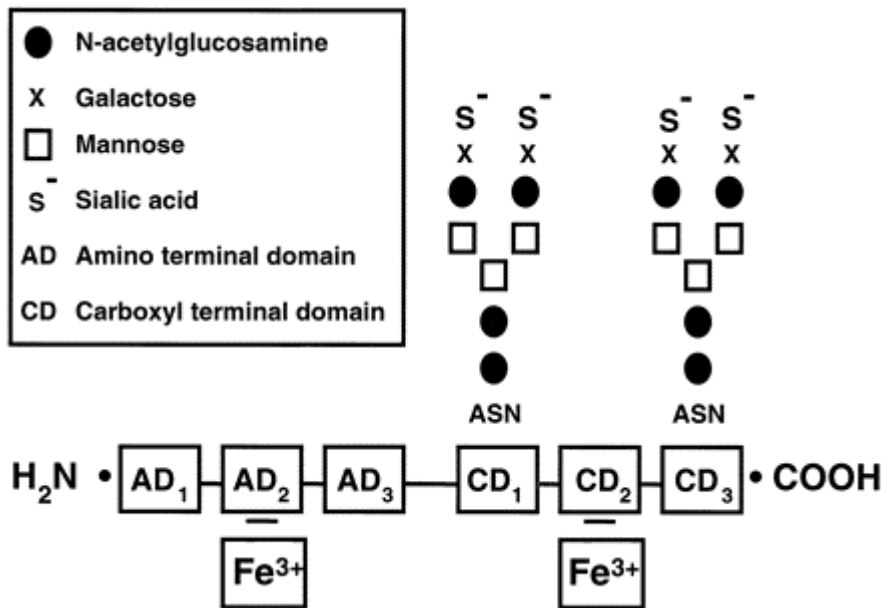 N-acetylglucosamine
X Galactose
Mannose
S⁻ Sialic acid
AD Amino terminal domain
CD Carboxyl terminal domain
S⁻ S⁻ S⁻ S⁻
X X X X
ASN ASN
H₂N • AD₁ AD₂ AD₃ CD₁ CD₂ CD₃ • COOH
Fe³⁺ Fe³⁺